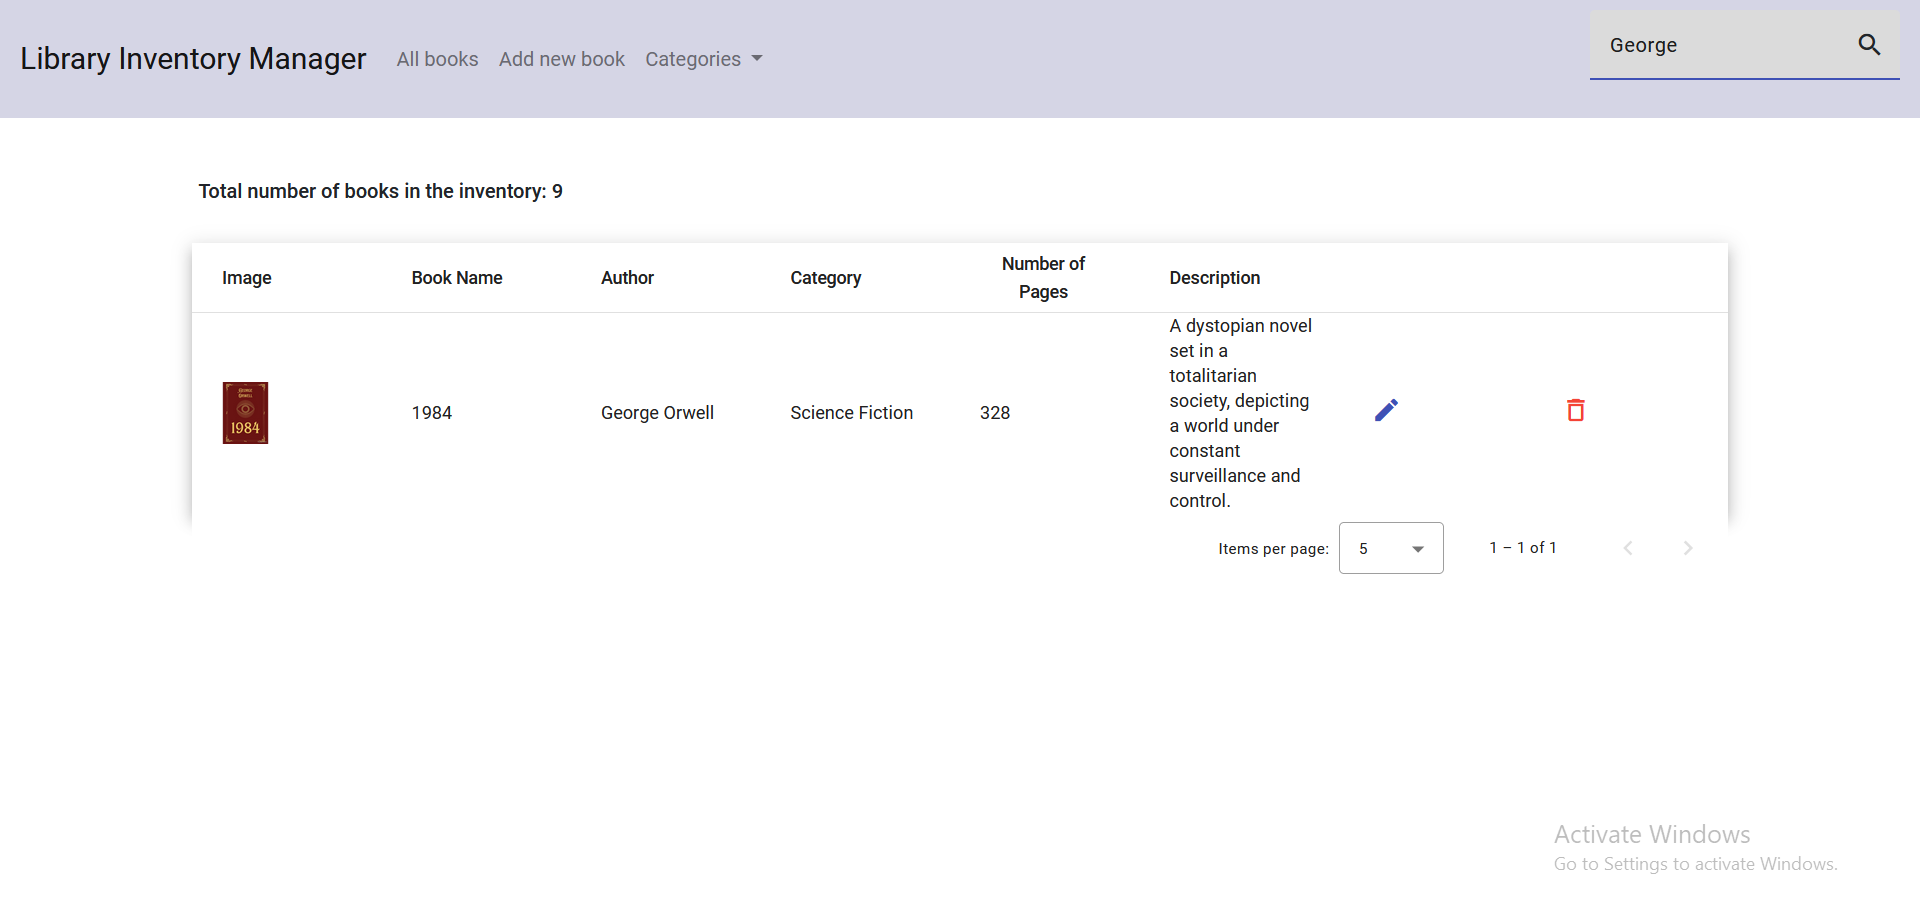 Library Inventory Manager All books Add new book Categories
George
Total number of books in the inventory: 9
Image Book Name Author Category Number of Pages Description
GEORGE
ORWELL
1984
1984 George Orwell Science Fiction 328
A dystopian novel
set in a
totalitarian
society, depicting
a world under
constant
surveillance and
control.
Items per page: 5 1 – 1 of 1
Activate Windows
Go to Settings to activate Windows.